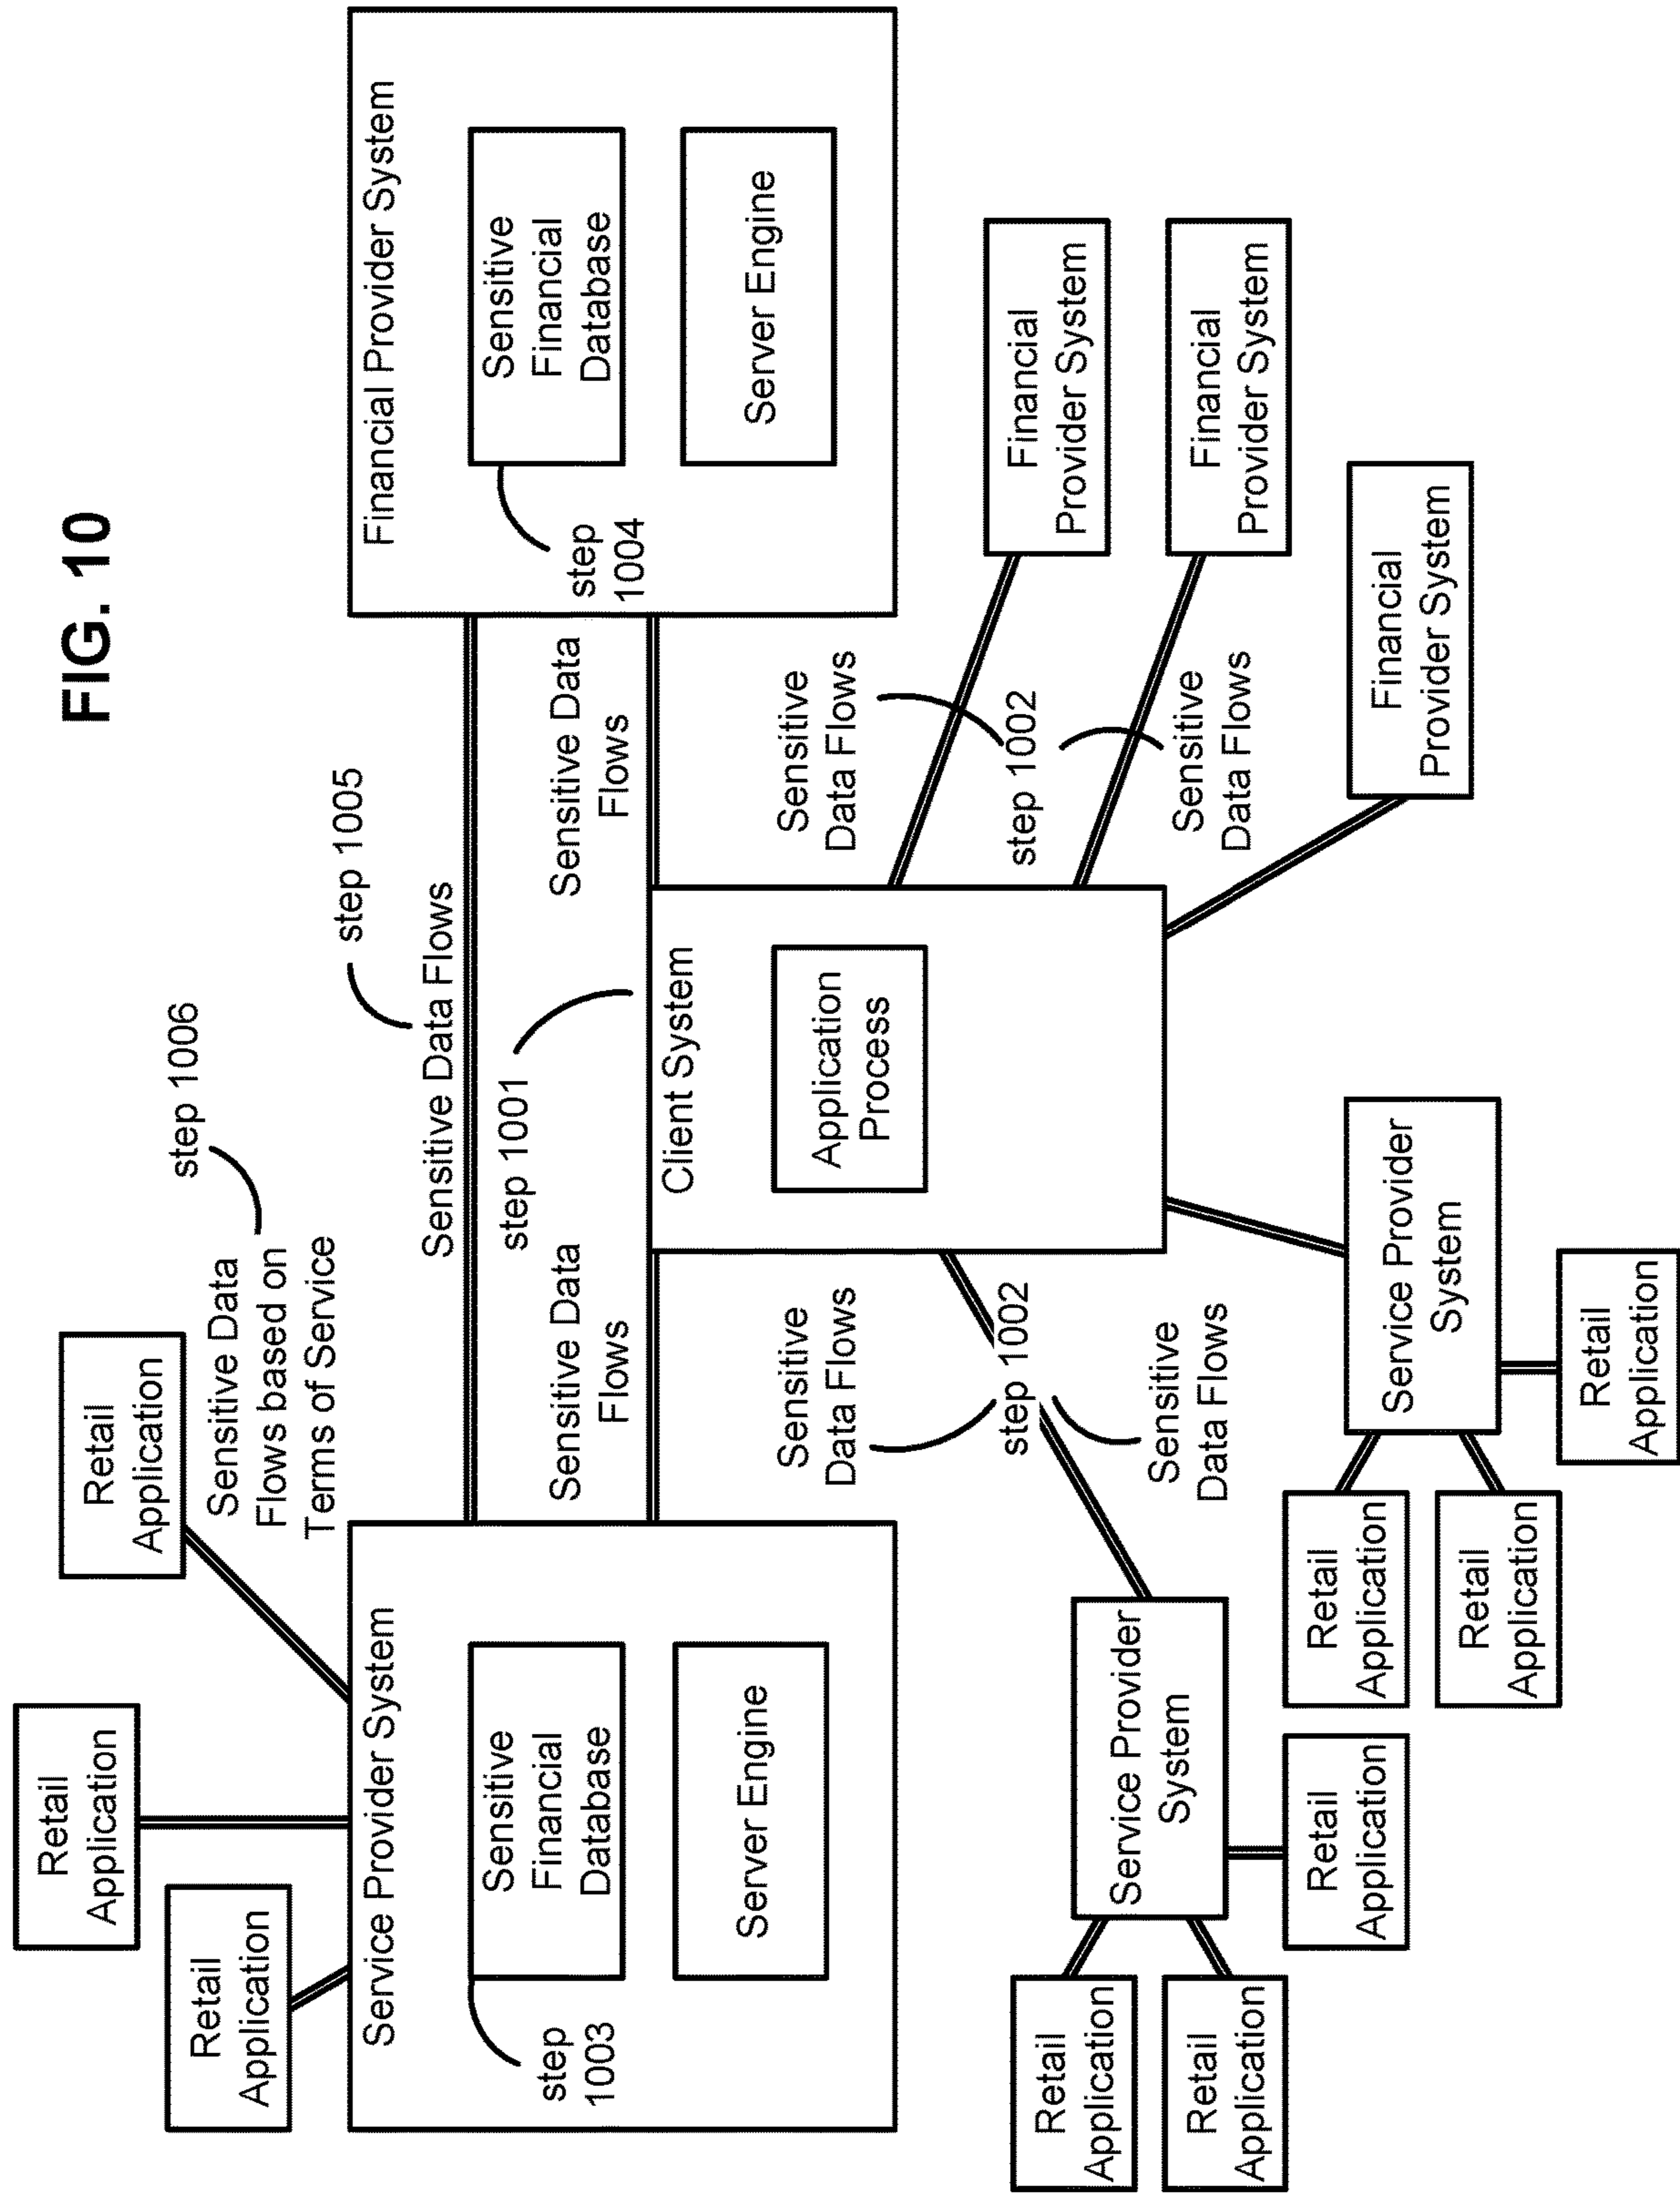 FIG. 10
Retail
Application
Retail
Application
Retail
Application
step 1006
Sensitive Data
Flows based on
Terms of Service
step 1005
Sensitive Data Flows
Service Provider System
Sensitive
Financial
Database
Server Engine
step
1003
Sensitive Data
Flows
step 1001
Sensitive Data
Flows
Financial Provider System
Sensitive
Financial
Database
Server Engine
step
1004
Client System
Application
Process
Sensitive
Data Flows
step 1002
Sensitive
Data Flows
Sensitive
Data Flows
step 1002
Sensitive
Data Flows
Financial
Provider System
Financial
Provider System
Financial
Provider System
Service Provider
System
Retail
Application
Retail
Application
Retail
Application
Service Provider
System
Retail
Application
Retail
Application
Retail
Application